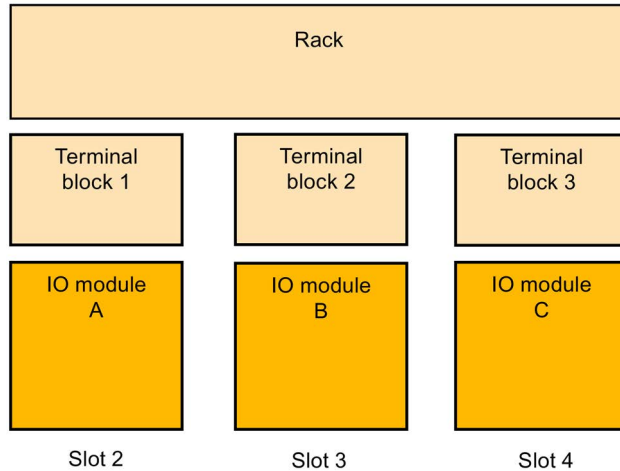 Rack
Terminal
block 1
Terminal
block 2
Terminal
block 3
IO module
A
IO module
B
IO module
C
Slot 2
Slot 3
Slot 4